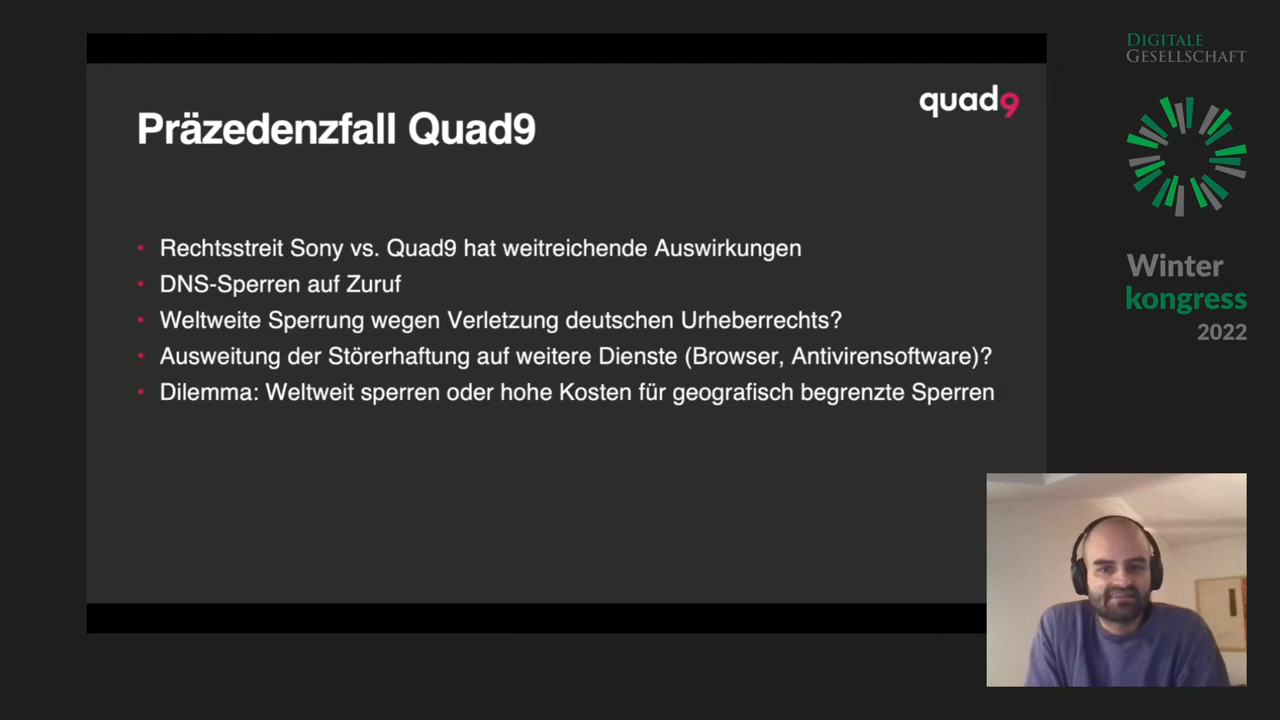 Präzedenzfall Quad9
quad9
Rechtsstreit Sony vs. Quad9 hat weitreichende Auswirkungen
DNS-Sperren auf Zuruf
Weltweite Sperrung wegen Verletzung deutschen Urheberrechts?
Ausweitung der Störerhaftung auf weitere Dienste (Browser, Antivirensoftware)?
Dilemma: Weltweit sperren oder hohe Kosten für geografisch begrenzte Sperren
DIGITALE
GESELLSCHAFT
Winter
kongress
2022